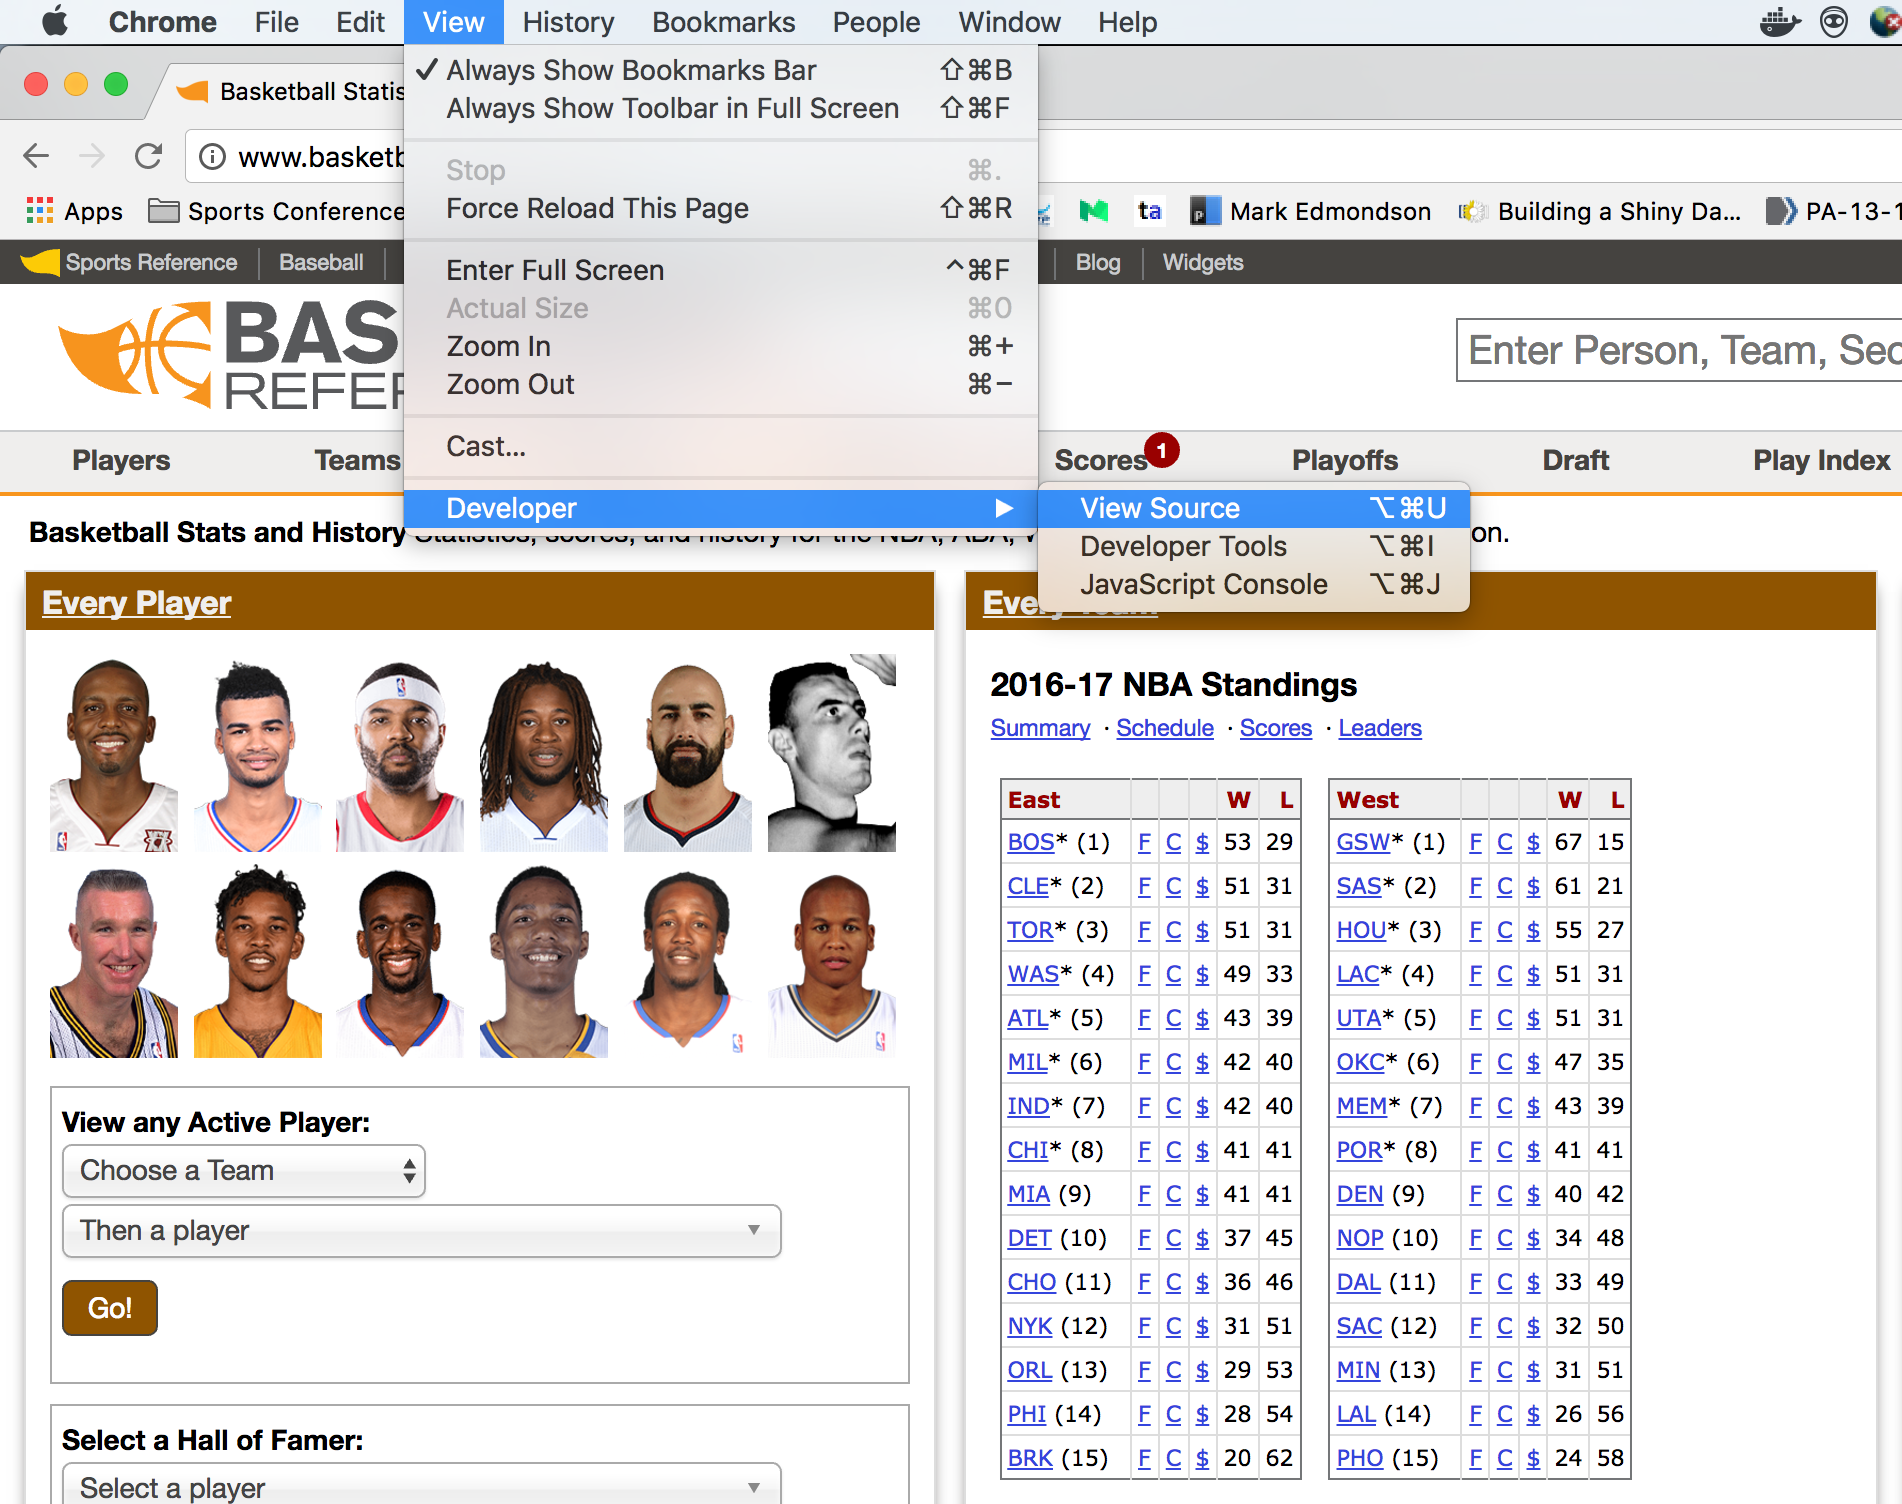 Chrome File Edit View History Bookmarks People Window Help
Basketball Statis
✓ Always Show Bookmarks Bar ⇧⌘B
Always Show Toolbar in Full Screen ⇧⌘F
Stop ⌘.
Force Reload This Page ⇧⌘R
Enter Full Screen ^⌘F
Actual Size ⌘0
Zoom In ⌘+
Zoom Out ⌘−
Cast...
Developer ▶
View Source ⌥⌘U
Developer Tools ⌥⌘I
JavaScript Console ⌥⌘J
www.basketb
Apps Sports Conference ta Mark Edmondson Building a Shiny Da... PA-13-1
Sports Reference Baseball Blog Widgets
BAS
REFER
Enter Person, Team, Sec
Players Teams Scores 1 Playoffs Draft Play Index
Basketball Stats and History Statistics, scores, and history for the NBA, ABA, on.
Every Player
Every Team
2016-17 NBA Standings
Summary · Schedule · Scores · Leaders
East W L
BOS* (1) F C $ 53 29
CLE* (2) F C $ 51 31
TOR* (3) F C $ 51 31
WAS* (4) F C $ 49 33
ATL* (5) F C $ 43 39
MIL* (6) F C $ 42 40
IND* (7) F C $ 42 40
CHI* (8) F C $ 41 41
MIA (9) F C $ 41 41
DET (10) F C $ 37 45
CHO (11) F C $ 36 46
NYK (12) F C $ 31 51
ORL (13) F C $ 29 53
PHI (14) F C $ 28 54
BRK (15) F C $ 20 62
West W L
GSW* (1) F C $ 67 15
SAS* (2) F C $ 61 21
HOU* (3) F C $ 55 27
LAC* (4) F C $ 51 31
UTA* (5) F C $ 51 31
OKC* (6) F C $ 47 35
MEM* (7) F C $ 43 39
POR* (8) F C $ 41 41
DEN (9) F C $ 40 42
NOP (10) F C $ 34 48
DAL (11) F C $ 33 49
SAC (12) F C $ 32 50
MIN (13) F C $ 31 51
LAL (14) F C $ 26 56
PHO (15) F C $ 24 58
View any Active Player:
Choose a Team
Then a player
Go!
Select a Hall of Famer:
Select a player